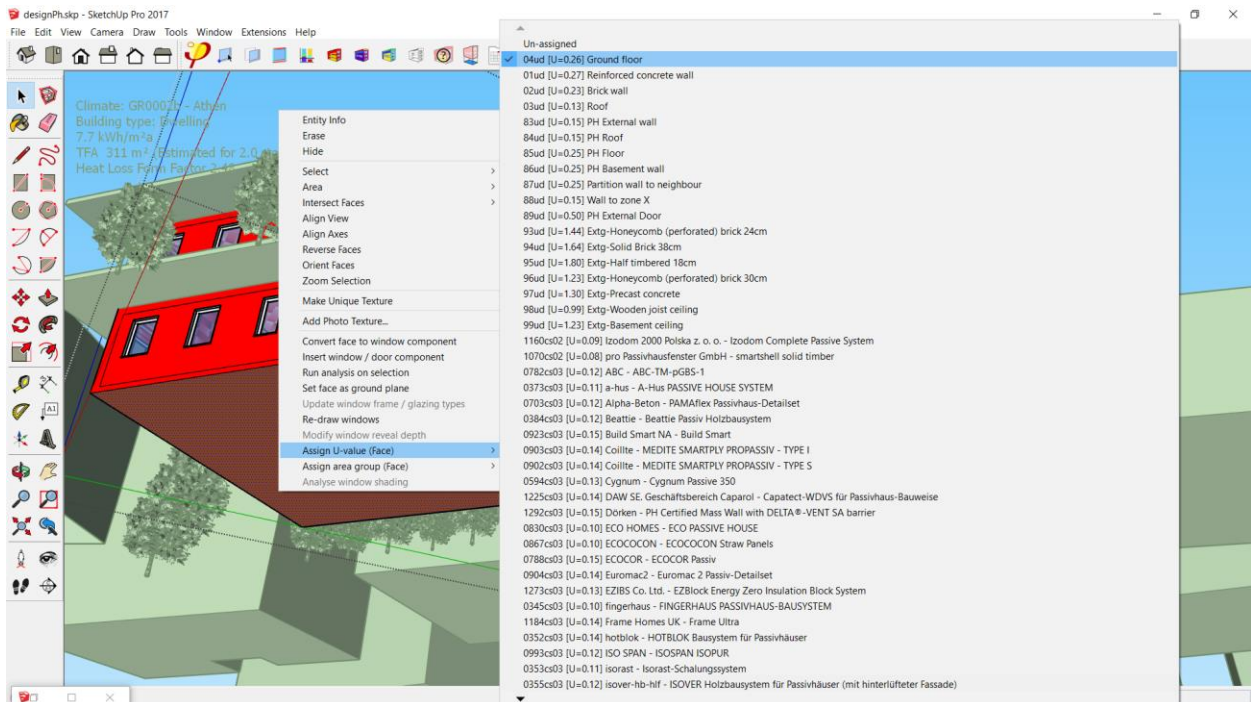 designPh.skp - SketchUp Pro 2017
File Edit View Camera Draw Tools Window Extensions Help
Climate: GR0002b - Athen
Building type: Dwelling
7.7 kWh/m²a
TFA 311 m² (Estimated for 2.0
Heat Loss Form Factor
A1
Entity Info
Erase
Hide
Select
Area
Intersect Faces
Align View
Align Axes
Reverse Faces
Orient Faces
Zoom Selection
Make Unique Texture
Add Photo Texture...
Convert face to window component
Insert window / door component
Run analysis on selection
Set face as ground plane
Update window frame / glazing types
Re-draw windows
Modify window reveal depth
Assign U-value (Face)
Assign area group (Face)
Analyse window shading
Un-assigned
04ud [U=0.26] Ground floor
01ud [U=0.27] Reinforced concrete wall
02ud [U=0.23] Brick wall
03ud [U=0.13] Roof
83ud [U=0.15] PH External wall
84ud [U=0.15] PH Roof
85ud [U=0.25] PH Floor
86ud [U=0.25] PH Basement wall
87ud [U=0.25] Partition wall to neighbour
88ud [U=0.15] Wall to zone X
89ud [U=0.50] PH External Door
93ud [U=1.44] Extg-Honeycomb (perforated) brick 24cm
94ud [U=1.64] Extg-Solid Brick 38cm
95ud [U=1.80] Extg-Half timbered 18cm
96ud [U=1.23] Extg-Honeycomb (perforated) brick 30cm
97ud [U=1.30] Extg-Precast concrete
98ud [U=0.99] Extg-Wooden joist ceiling
99ud [U=1.23] Extg-Basement ceiling
1160cs02 [U=0.09] Izodom 2000 Polska z. o. o. - Izodom Complete Passive System
1070cs02 [U=0.08] pro Passivhausfenster GmbH - smartshell solid timber
0782cs03 [U=0.12] ABC - ABC-TM-pGBS-1
0373cs03 [U=0.11] a-hus - A-Hus PASSIVE HOUSE SYSTEM
0703cs03 [U=0.12] Alpha-Beton - PAMAflex Passivhaus-Detailset
0384cs03 [U=0.12] Beattie - Beattie Passiv Holzbausystem
0923cs03 [U=0.15] Build Smart NA - Build Smart
0903cs03 [U=0.14] Coillte - MEDITE SMARTPLY PROPASSIV - TYPE I
0902cs03 [U=0.14] Coillte - MEDITE SMARTPLY PROPASSIV - TYPE S
0594cs03 [U=0.13] Cygnum - Cygnum Passive 350
1225cs03 [U=0.14] DAW SE. Geschäftsbereich Caparol - Capatect-WDVS für Passivhaus-Bauweise
1292cs03 [U=0.15] Dörken - PH Certified Mass Wall with DELTA®-VENT SA barrier
0830cs03 [U=0.10] ECO HOMES - ECO PASSIVE HOUSE
0867cs03 [U=0.10] ECOCOCON - ECOCOCON Straw Panels
0788cs03 [U=0.15] ECOCOR - ECOCOR Passiv
0904cs03 [U=0.14] Euromac2 - Euromac 2 Passiv-Detailset
1273cs03 [U=0.13] EZIBS Co. Ltd. - EZBlock Energy Zero Insulation Block System
0345cs03 [U=0.10] fingerhaus - FINGERHAUS PASSIVHAUS-BAUSYSTEM
1184cs03 [U=0.14] Frame Homes UK - Frame Ultra
0352cs03 [U=0.14] hotblok - HOTBLOK Bausystem für Passivhäuser
0993cs03 [U=0.12] ISO SPAN - ISOSPAN ISOPUR
0353cs03 [U=0.11] isorast - Isorast-Schalungssystem
0355cs03 [U=0.12] isover-hb-hlf - ISOVER Holzbausystem für Passivhäuser (mit hinterlüfteter Fassade)